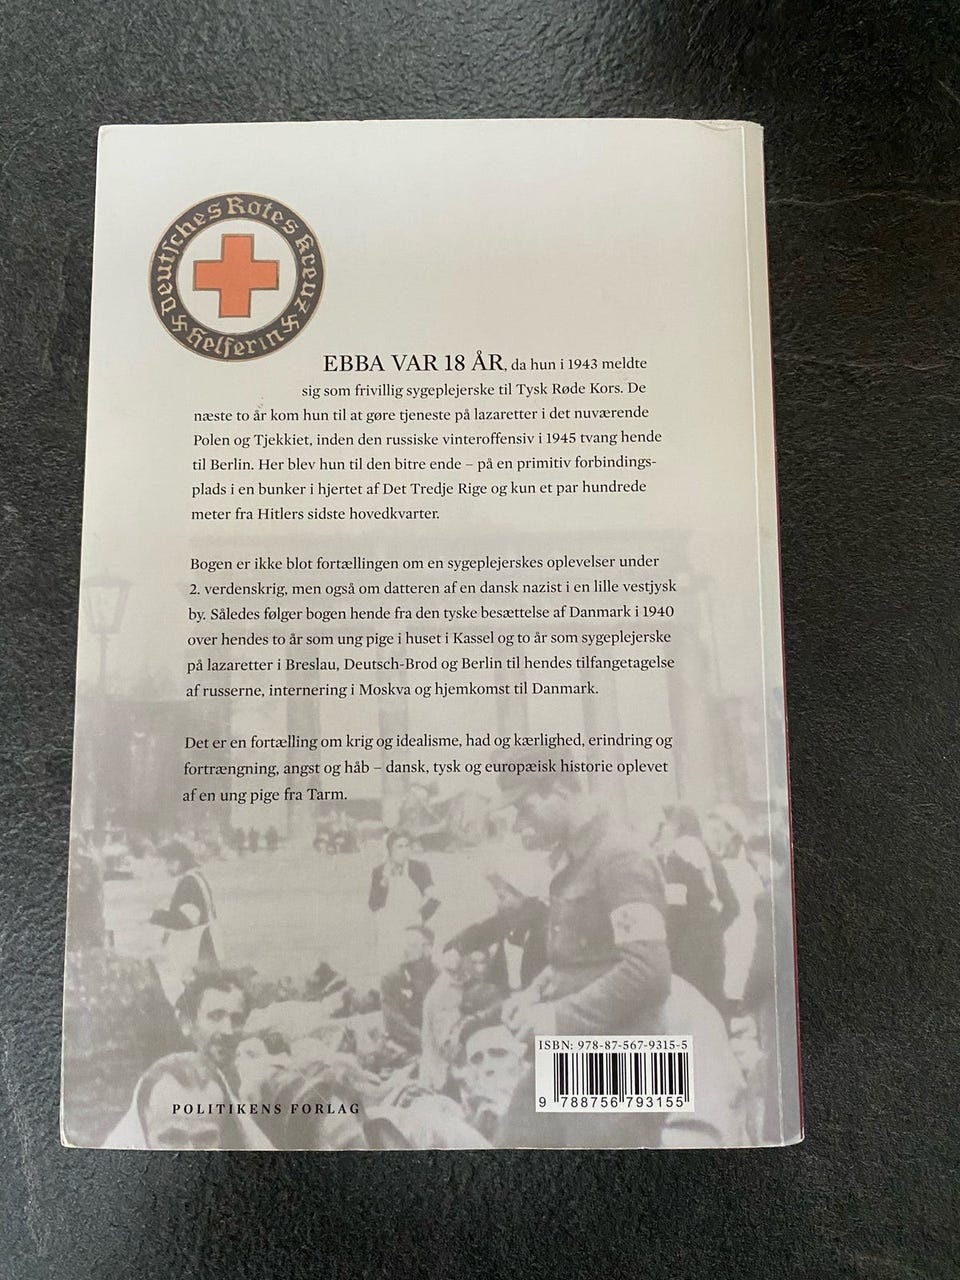 Deutsches Rotes Kreuz
Helferin
EBBA VAR 18 ÅR, da hun i 1943 meldte
sig som frivillig sygeplejerske til Tysk Røde Kors. De
næste to år kom hun til at gøre tjeneste på lazaretter i det nuværende
Polen og Tjekkiet, inden den russiske vinteroffensiv i 1945 tvang hende
til Berlin. Her blev hun til den bitre ende – på en primitiv forbindings-
plads i en bunker i hjertet af Det Tredje Rige og kun et par hundrede
meter fra Hitlers sidste hovedkvarter.
Bogen er ikke blot fortællingen om en sygeplejerskes oplevelser under
2. verdenskrig, men også om datteren af en dansk nazist i en lille vestjysk
by. Således følger bogen hende fra den tyske besættelse af Danmark i 1940
over hendes to år som ung pige i huset i Kassel og to år som sygeplejerske
på lazaretter i Breslau, Deutsch-Brod og Berlin til hendes tilfangetagelse
af russerne, internering i Moskva og hjemkomst til Danmark.
Det er en fortælling om krig og idealisme, had og kærlighed, erindring og
fortrængning, angst og håb – dansk, tysk og europæisk historie oplevet
af en ung pige fra Tarm.
ISBN: 978-87-567-9315-5
9 788756 793155
POLITIKENS FORLAG